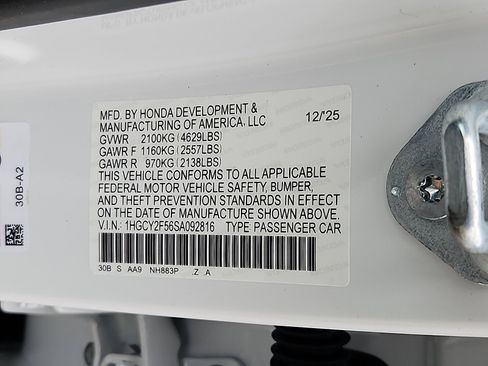 MFD. BY HONDA DEVELOPMENT &
MANUFACTURING OF AMERICA, LLC 12/'25
GVWR 2100KG (4629LBS)
GAWR F 1160KG (2557LBS)
GAWR R 970KG (2138LBS)
THIS VEHICLE CONFORMS TO ALL APPLICABLE
FEDERAL MOTOR VEHICLE SAFETY, BUMPER,
AND THEFT PREVENTION STANDARDS IN EFFECT ON
THE DATE OF MANUFACTURE SHOWN ABOVE.
V.I.N.: 1HGCY2F56SA092816 TYPE PASSENGER CAR
30B S AA9 NH883P Z A
30B-A2